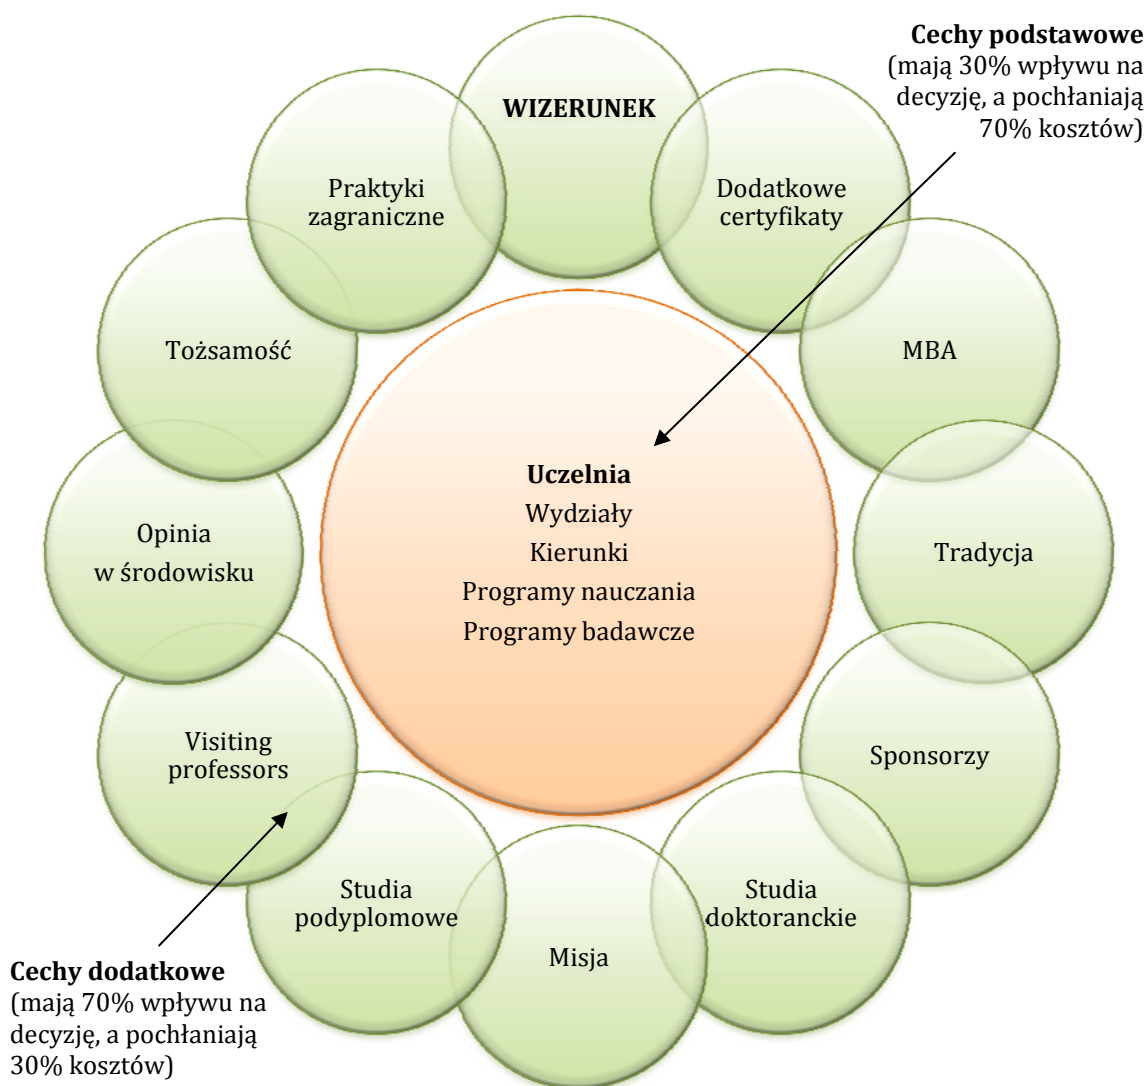 Cechy podstawowe
(mają 30% wpływu na
decyzję, a pochłaniają
70% kosztów)
WIZERUNEK
Praktyki
zagraniczne
Dodatkowe
certyfikaty
Tożsamość
MBA
Uczelnia
Wydziały
Kierunki
Programy nauczania
Programy badawcze
Opinia
w środowisku
Tradycja
Visiting
professors
Sponsorzy
Studia
podyplomowe
Studia
doktoranckie
Misja
Cechy dodatkowe
(mają 70% wpływu na
decyzję, a pochłaniają
30% kosztów)